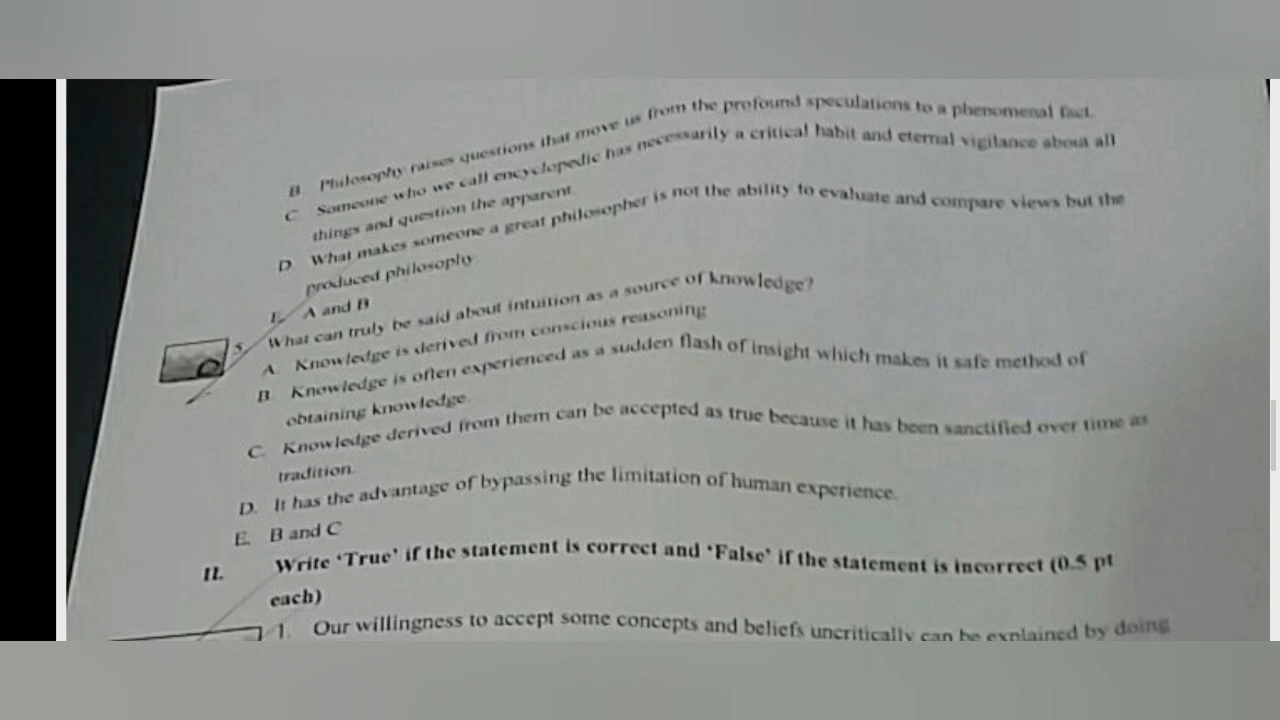 B. Philosophy raises questions that move us from the profound speculations to a phenomenal fact.
C. Someone who we call encyclopedic has necessarily a critical habit and eternal vigilance about all
things and question the apparent.
D. What makes someone a great philosopher is not the ability to evaluate and compare views but the
produced philosophy
E. A and B
5. What can truly be said about intuition as a source of knowledge?
A. Knowledge is derived from conscious reasoning
B. Knowledge is often experienced as a sudden flash of insight which makes it safe method of
obtaining knowledge.
C. Knowledge derived from them can be accepted as true because it has been sanctified over time as
tradition.
D. It has the advantage of bypassing the limitation of human experience.
E. B and C
II. Write ‘True’ if the statement is correct and ‘False’ if the statement is incorrect (0.5 pt
each)
1. Our willingness to accept some concepts and beliefs uncritically can be explained by doing